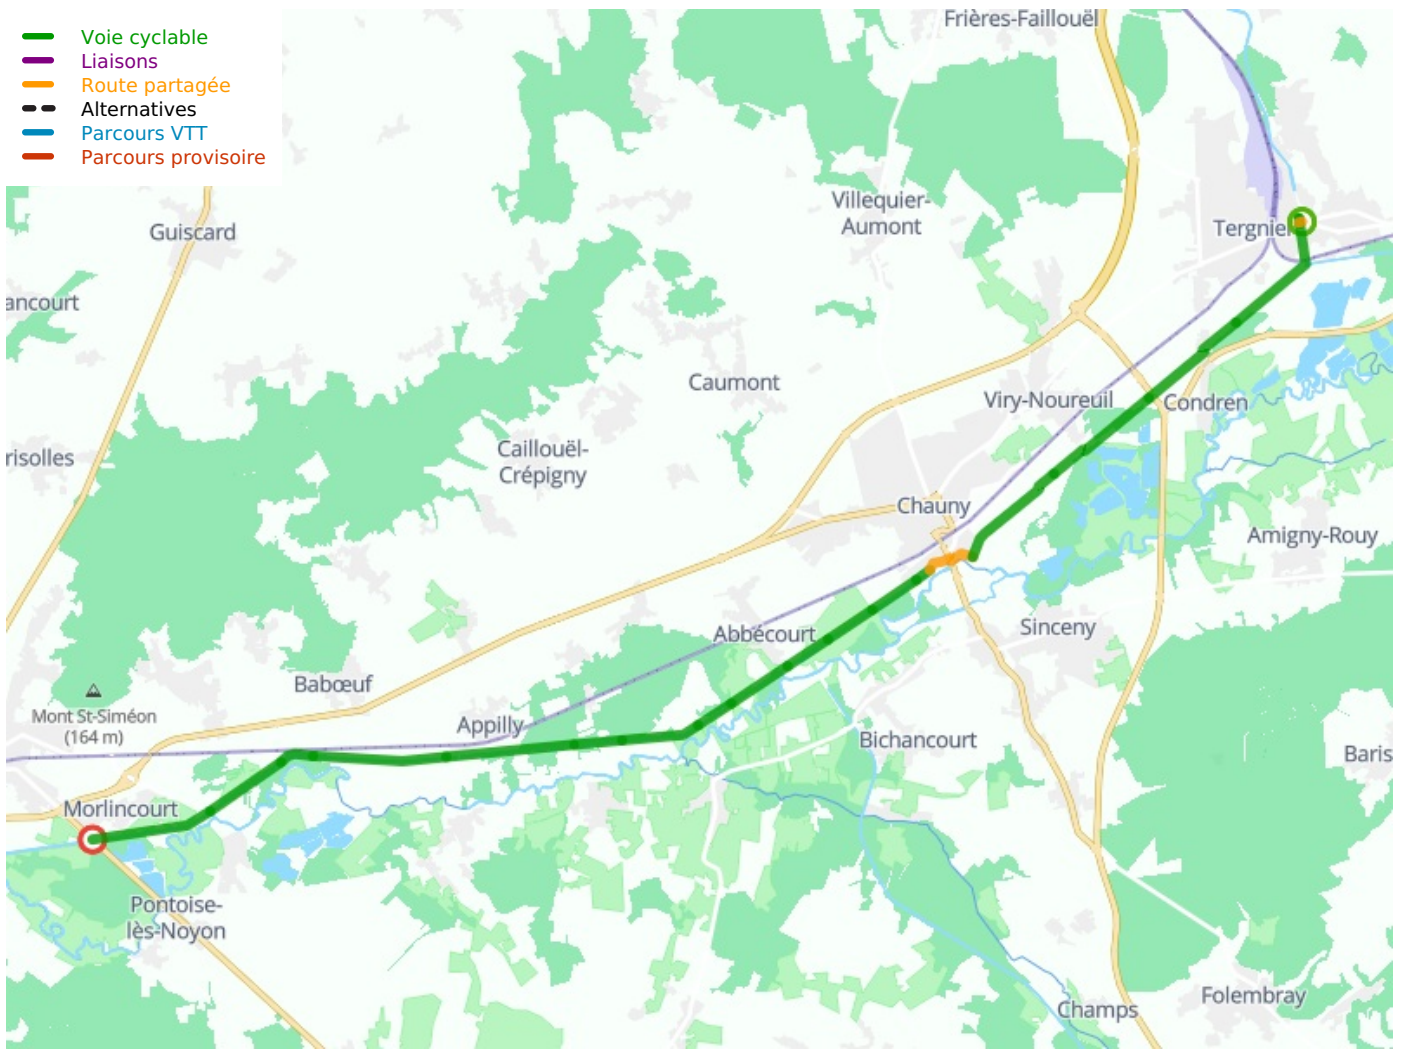 Voie cyclable
Liaisons
Route partagée
Alternatives
Parcours VTT
Parcours provisoire
Frières-Faillouël
Villequier-
Aumont
Guiscard
Tergnier
ancourt
Caumont
Viry-Noureuil
Condren
risolles
Caillouël-
Crépigny
Chauny
Amigny-Rouy
Abbécourt
Sinceny
Babœuf
Mont St-Siméon
(164 m)
Appilly
Bichancourt
Baris
Morlincourt
Pontoise-
lès-Noyon
Folembray
Champs